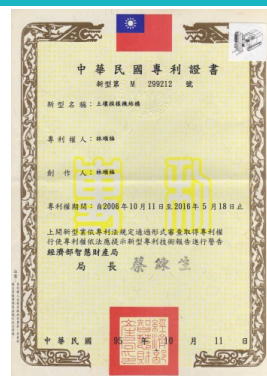 中華民國專利證書
新型第 M 299212 號
新型名稱：土壤採樣機結構
專利權人：林順福
創作人：林順福
專利權期間：自2006年10月11日至2016年5月18日止
上開新型業依專利法規定通過形式審查取得專利權
行使專利權依法應提示新型專利技術報告進行警告
經濟部智慧財產局
局長 蔡練生
中華民國 95 年 10 月 11 日